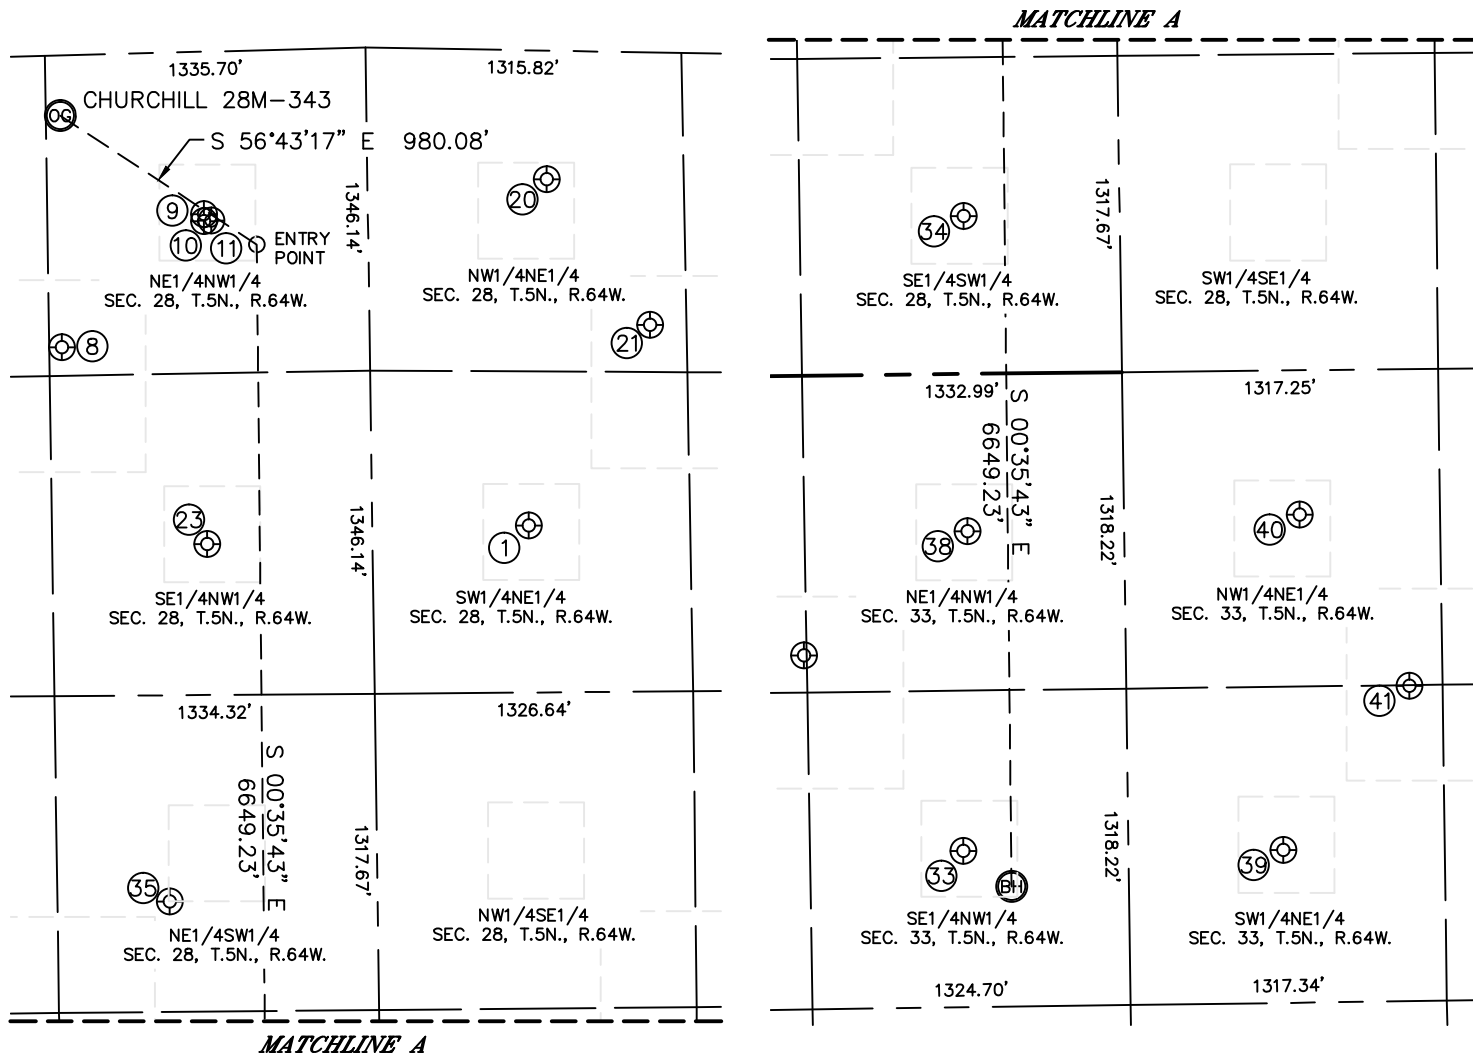 1335.70'
1315.82'
OG
CHURCHILL 28M-343
S 56°43'17" E 980.08'
9
10
11
ENTRY
POINT
1346.14'
20
NE1/4NW1/4
SEC. 28, T.5N., R.64W.
NW1/4NE1/4
SEC. 28, T.5N., R.64W.
8
21
23
1
1346.14'
SE1/4NW1/4
SEC. 28, T.5N., R.64W.
SW1/4NE1/4
SEC. 28, T.5N., R.64W.
1334.32'
1326.64'
S 00°35'43" E
6649.23'
1317.67'
35
NE1/4SW1/4
SEC. 28, T.5N., R.64W.
NW1/4SE1/4
SEC. 28, T.5N., R.64W.
MATCHLINE A
MATCHLINE A
1317.67'
34
SE1/4SW1/4
SEC. 28, T.5N., R.64W.
SW1/4SE1/4
SEC. 28, T.5N., R.64W.
1332.99'
1317.25'
S 00°35'43" E
6649.23'
1318.22'
38
40
NE1/4NW1/4
SEC. 33, T.5N., R.64W.
NW1/4NE1/4
SEC. 33, T.5N., R.64W.
41
1318.22'
33
BH
39
SE1/4NW1/4
SEC. 33, T.5N., R.64W.
SW1/4NE1/4
SEC. 33, T.5N., R.64W.
1324.70'
1317.34'